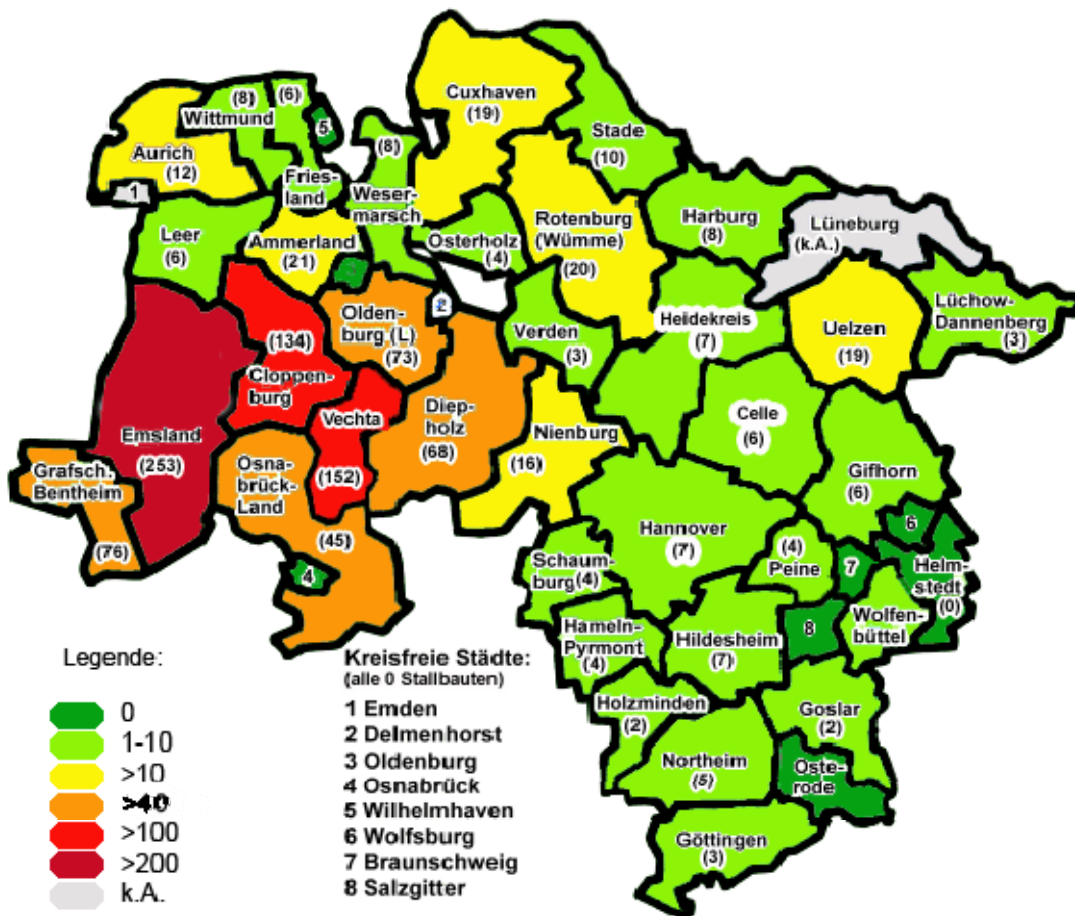 Cuxhaven
(19)
(8)
Wittmund
(6)
5
Stade
(10)
Aurich
(12)
1
Fries-
land
(8)
Weser-
marsch
Leer
(6)
Ammerland
(21)
Osterholz
(4)
Rotenburg
(Wümme)
(20)
Harburg
(8)
Lüneburg
(k.A.)
Olden-
burg (L)
(73)
Verden
(3)
Heidekreis
(7)
Uelzen
(19)
Lüchow-
Dannenberg
(3)
(134)
Cloppen-
burg
Vechta
(152)
Diep-
holz
(68)
Nienburg
(16)
Celle
(6)
Emsland
(253)
Grafsch.
Bentheim
(76)
Osna-
brück-
Land
(45)
4
Gifhorn
(6)
Hannover
(7)
6
Schaum-
burg (4)
(4)
Peine
7
Helm-
stedt
(0)
Hameln-
Pyrmont
(4)
Hildesheim
(7)
8
Wolfen-
büttel
Holzminden
(2)
Goslar
(2)
Northeim
(5)
Oste-
rode
Göttingen
(3)
Legende:
0
1-10
>10
>40
>100
>200
k.A.
Kreisfreie Städte:
(alle 0 Stallbauten)
1 Emden
2 Delmenhorst
3 Oldenburg
4 Osnabrück
5 Wilhelmhaven
6 Wolfsburg
7 Braunschweig
8 Salzgitter